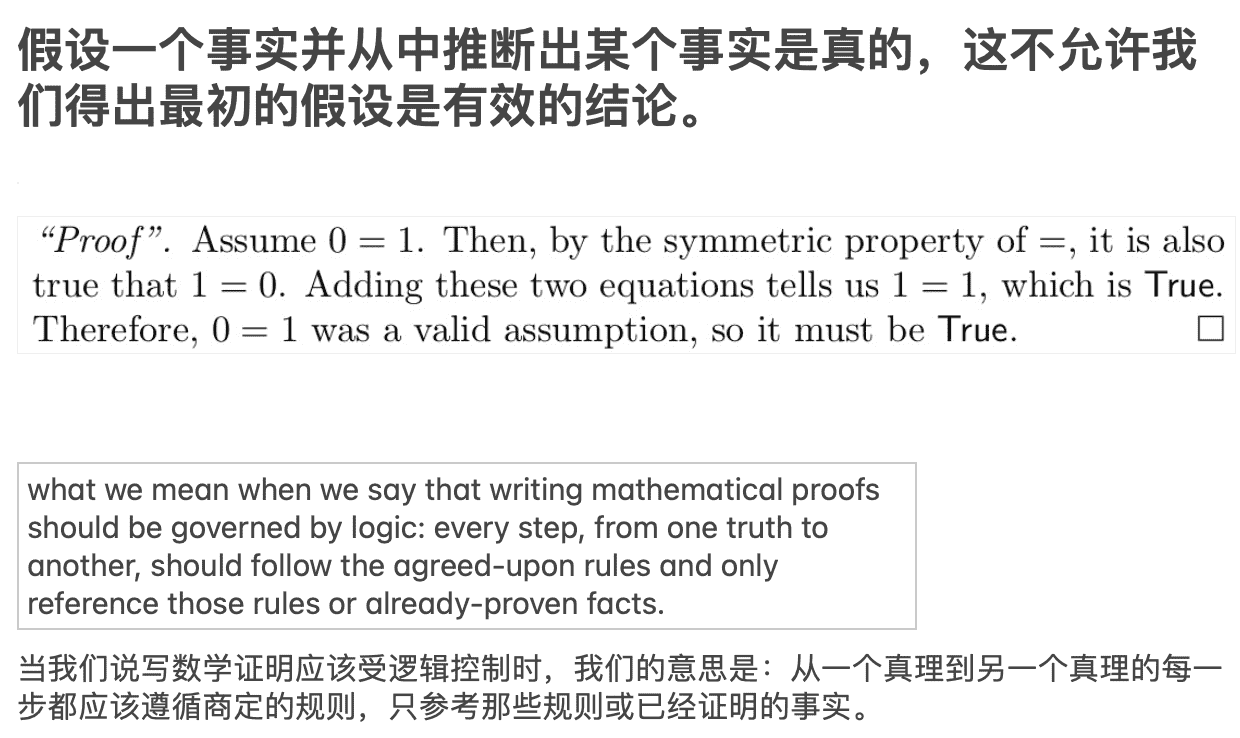 假设一个事实并从中推断出某个事实是真的，这不允许我
们得出最初的假设是有效的结论。
“Proof”. Assume 0 = 1. Then, by the symmetric property of =, it is also
true that 1 = 0. Adding these two equations tells us 1 = 1, which is True.
Therefore, 0 = 1 was a valid assumption, so it must be True. □
what we mean when we say that writing mathematical proofs
should be governed by logic: every step, from one truth to
another, should follow the agreed-upon rules and only
reference those rules or already-proven facts.
当我们说写数学证明应该受逻辑控制时，我们的意思是：从一个真理到另一个真理的每一
步都应该遵循商定的规则，只参考那些规则或已经证明的事实。